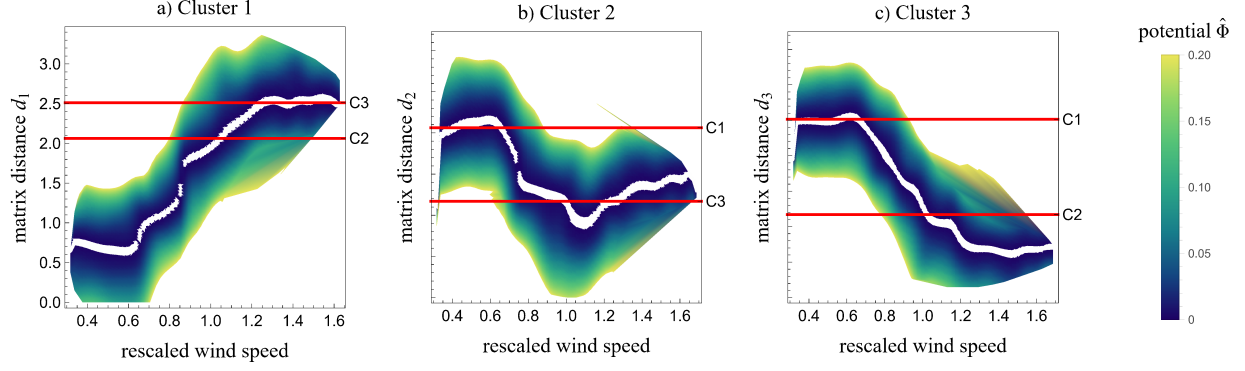 a) Cluster 1
b) Cluster 2
c) Cluster 3
potential Φ̂
matrix distance d₁
3.0
2.5
2.0
1.5
1.0
0.5
0.0
C3
C2
0.4 0.6 0.8 1.0 1.2 1.4 1.6
rescaled wind speed
matrix distance d₂
C1
C3
0.4 0.6 0.8 1.0 1.2 1.4 1.6
rescaled wind speed
matrix distance d₃
C1
C2
0.4 0.6 0.8 1.0 1.2 1.4 1.6
rescaled wind speed
0.20
0.15
0.10
0.05
0